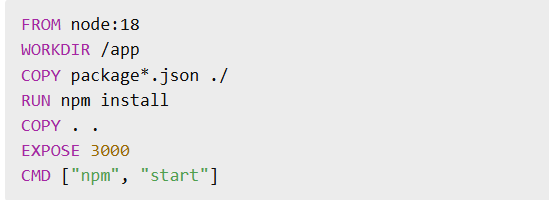 FROM node:18
WORKDIR /app
COPY package*.json ./
RUN npm install
COPY . .
EXPOSE 3000
CMD ["npm", "start"]